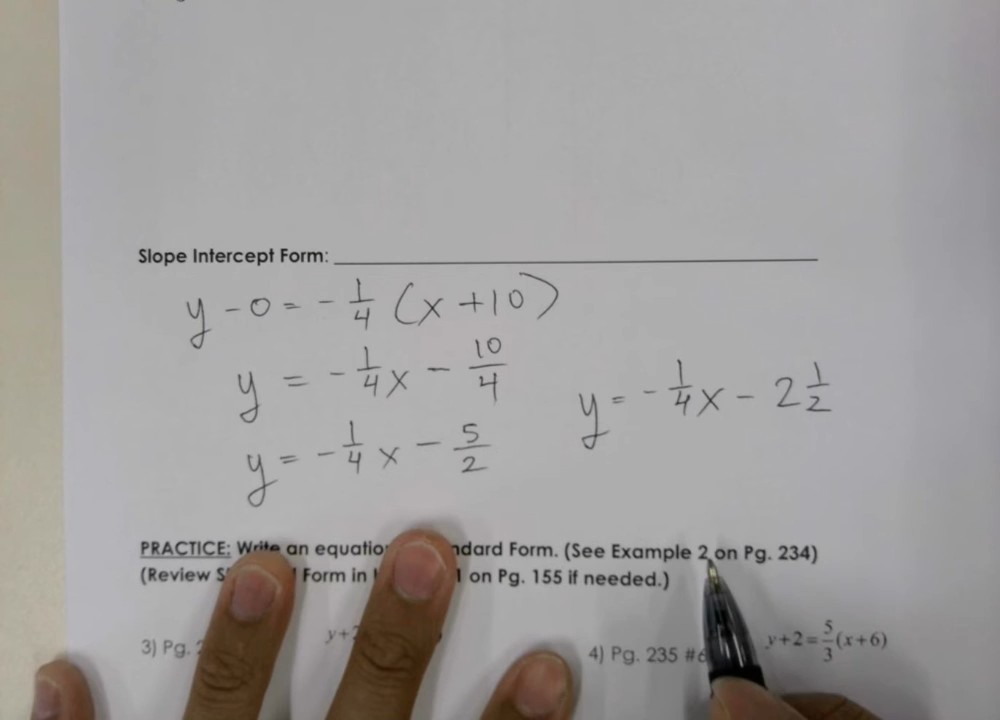 Slope Intercept Form:
y - 0 = - 1/4 (x + 10)
y = - 1/4 x - 10/4
y = - 1/4 x - 5/2
y = - 1/4 x - 2 1/2
PRACTICE: Write an equatio ndard Form. (See Example 2 on Pg. 234)
(Review S Form in on Pg. 155 if needed.)
3) Pg.
y+
4) Pg. 235 #
y+2=5/3(x+6)